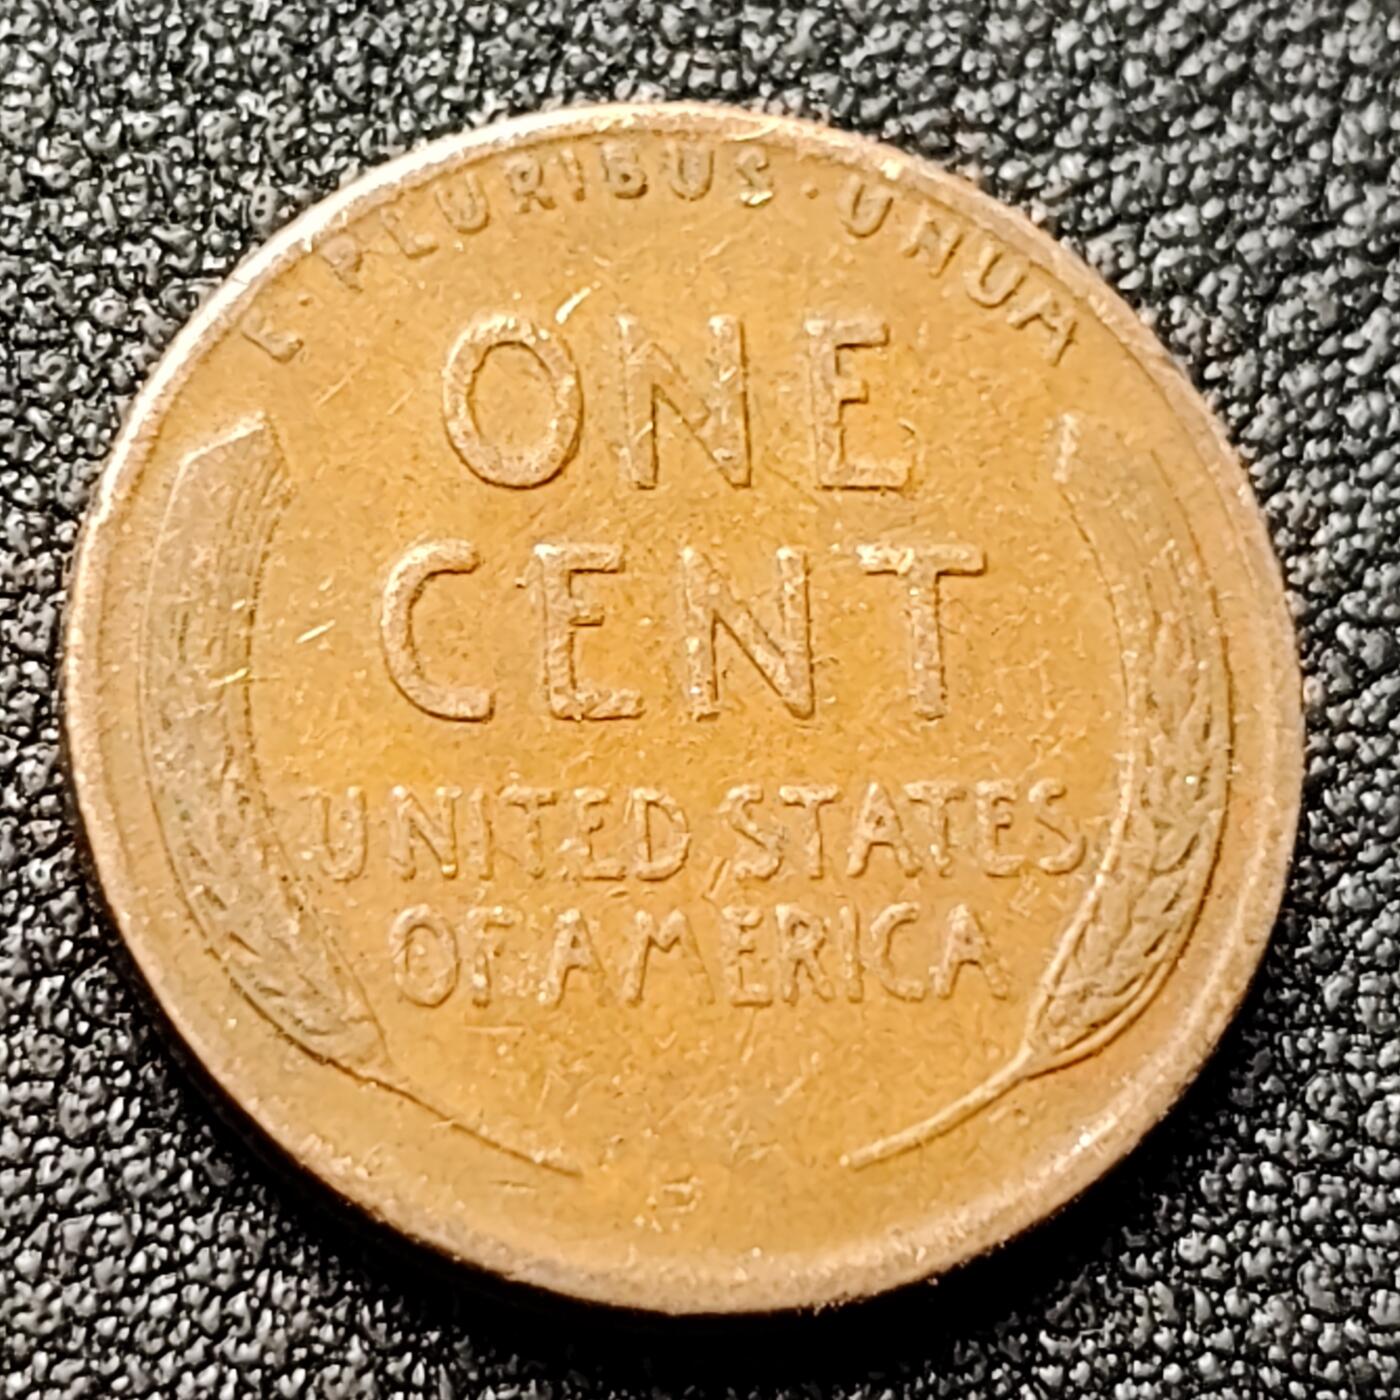 E·PLURIBUS·UNUM
ONE
CENT
UNITED STATES
OF AMERICA